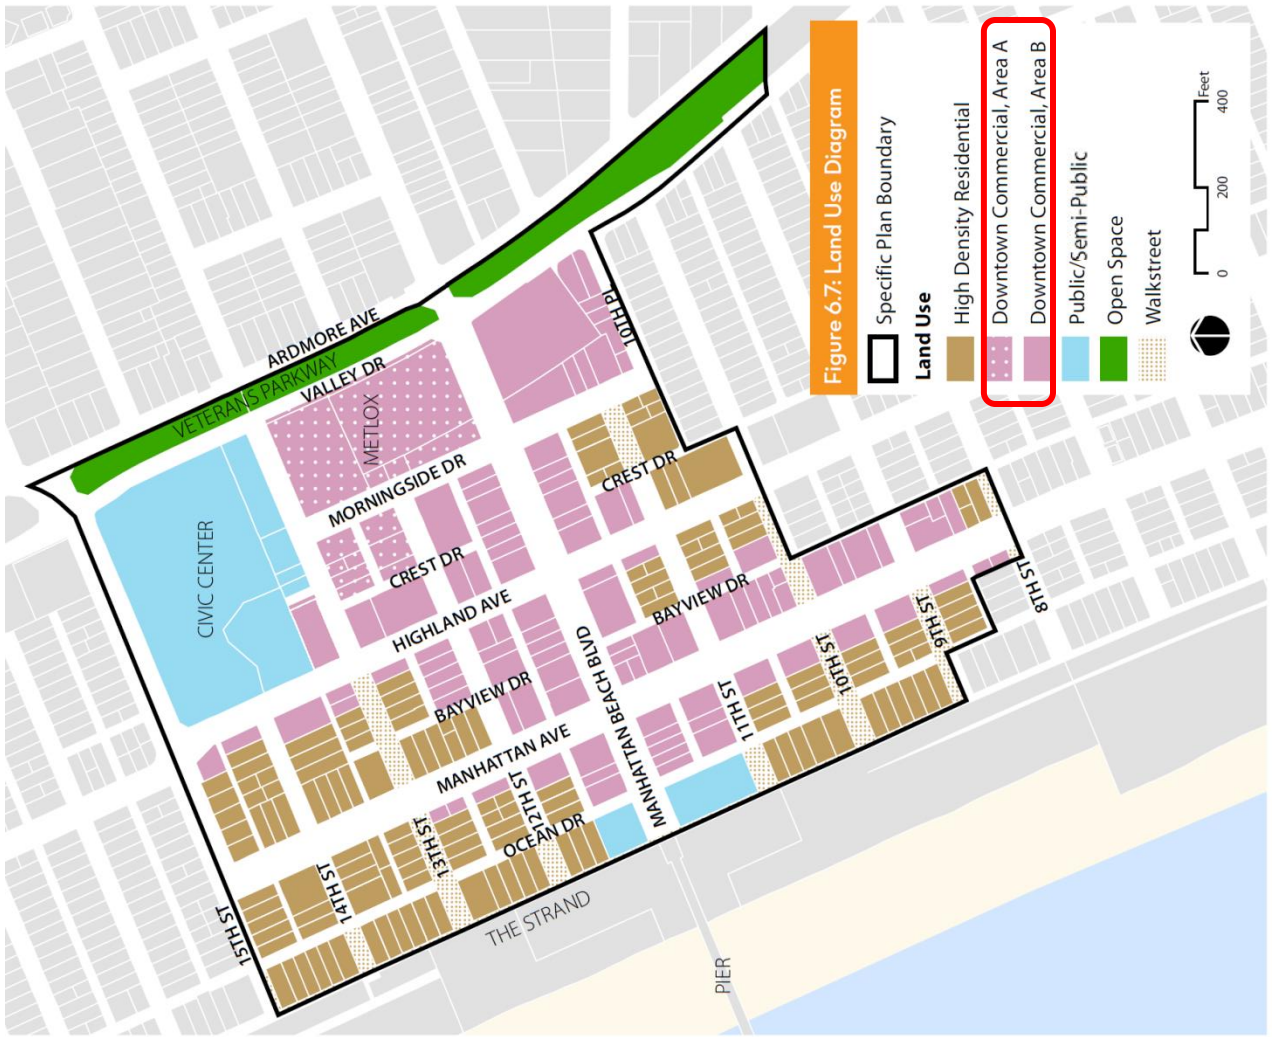 Figure 6.7: Land Use Diagram
Specific Plan Boundary
Land Use
High Density Residential
Downtown Commercial, Area A
Downtown Commercial, Area B
Public/Semi-Public
Open Space
Walkstreet
0 200 400 Feet
ARDMORE AVE
VETERANS PARKWAY
VALLEY DR
METLOX
MORNINGSIDE DR
CIVIC CENTER
CREST DR
HIGHLAND AVE
10TH PL
CREST DR
BAYVIEW DR
BAYVIEW DR
MANHATTAN AVE
MANHATTAN BEACH BLVD
8TH ST
9TH ST
10TH ST
11TH ST
12TH ST
13TH ST
14TH ST
15TH ST
OCEAN DR
THE STRAND
PIER